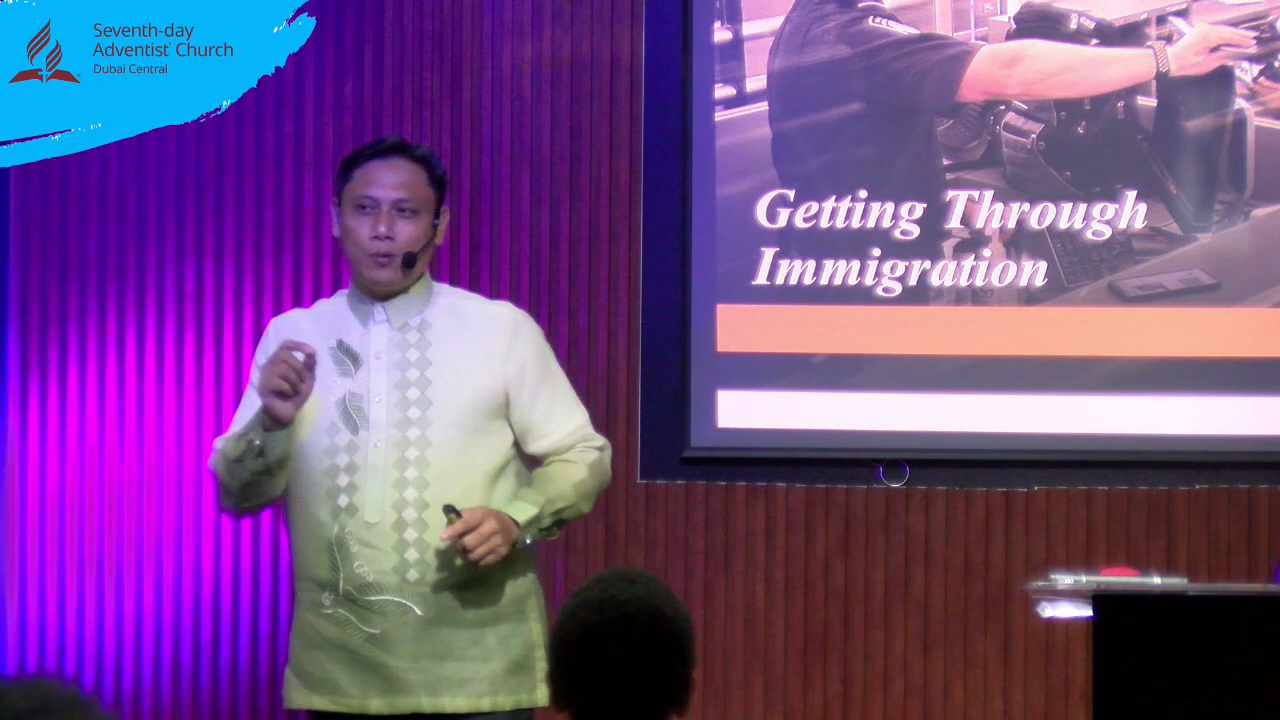 Seventh-day
Adventist® Church
Dubai Central
Getting Through
Immigration